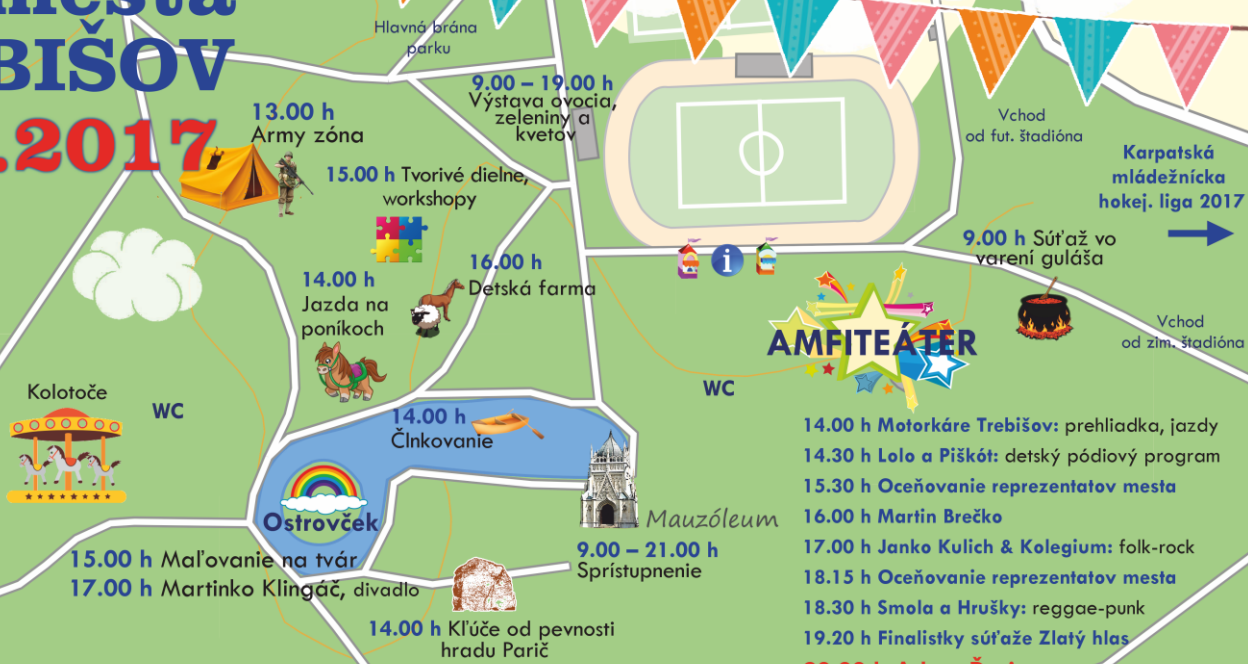 mesta
BIŠOV
.2017
Hlavná brána
parku
9.00 – 19.00 h
Výstava ovocia,
zeleniny a
kvetov
13.00 h
Army zóna
15.00 h Tvorivé dielne,
workshopy
Vchod
od fut. štadióna
Karpatská
mládežnícka
hokej. liga 2017
i
9.00 h Súťaž vo
varení guláša
16.00 h
Detská farma
14.00 h
Jazda na
poníkoch
AMFITEÁTER
Vchod
od zim. štadióna
Kolotoče
WC
WC
14.00 h
Člnkovanie
Ostrovček
Mauzóleum
9.00 – 21.00 h
Sprístupnenie
15.00 h Maľovanie na tvár
17.00 h Martinko Klingáč, divadlo
14.00 h Kľúče od pevnosti
hradu Parič
14.00 h Motorkáre Trebišov: prehliadka, jazdy
14.30 h Lolo a Piškót: detský pódiový program
15.30 h Oceňovanie reprezentatov mesta
16.00 h Martin Brečko
17.00 h Janko Kulich & Kolegium: folk-rock
18.15 h Oceňovanie reprezentatov mesta
18.30 h Smola a Hrušky: reggae-punk
19.20 h Finalistky súťaže Zlatý hlas